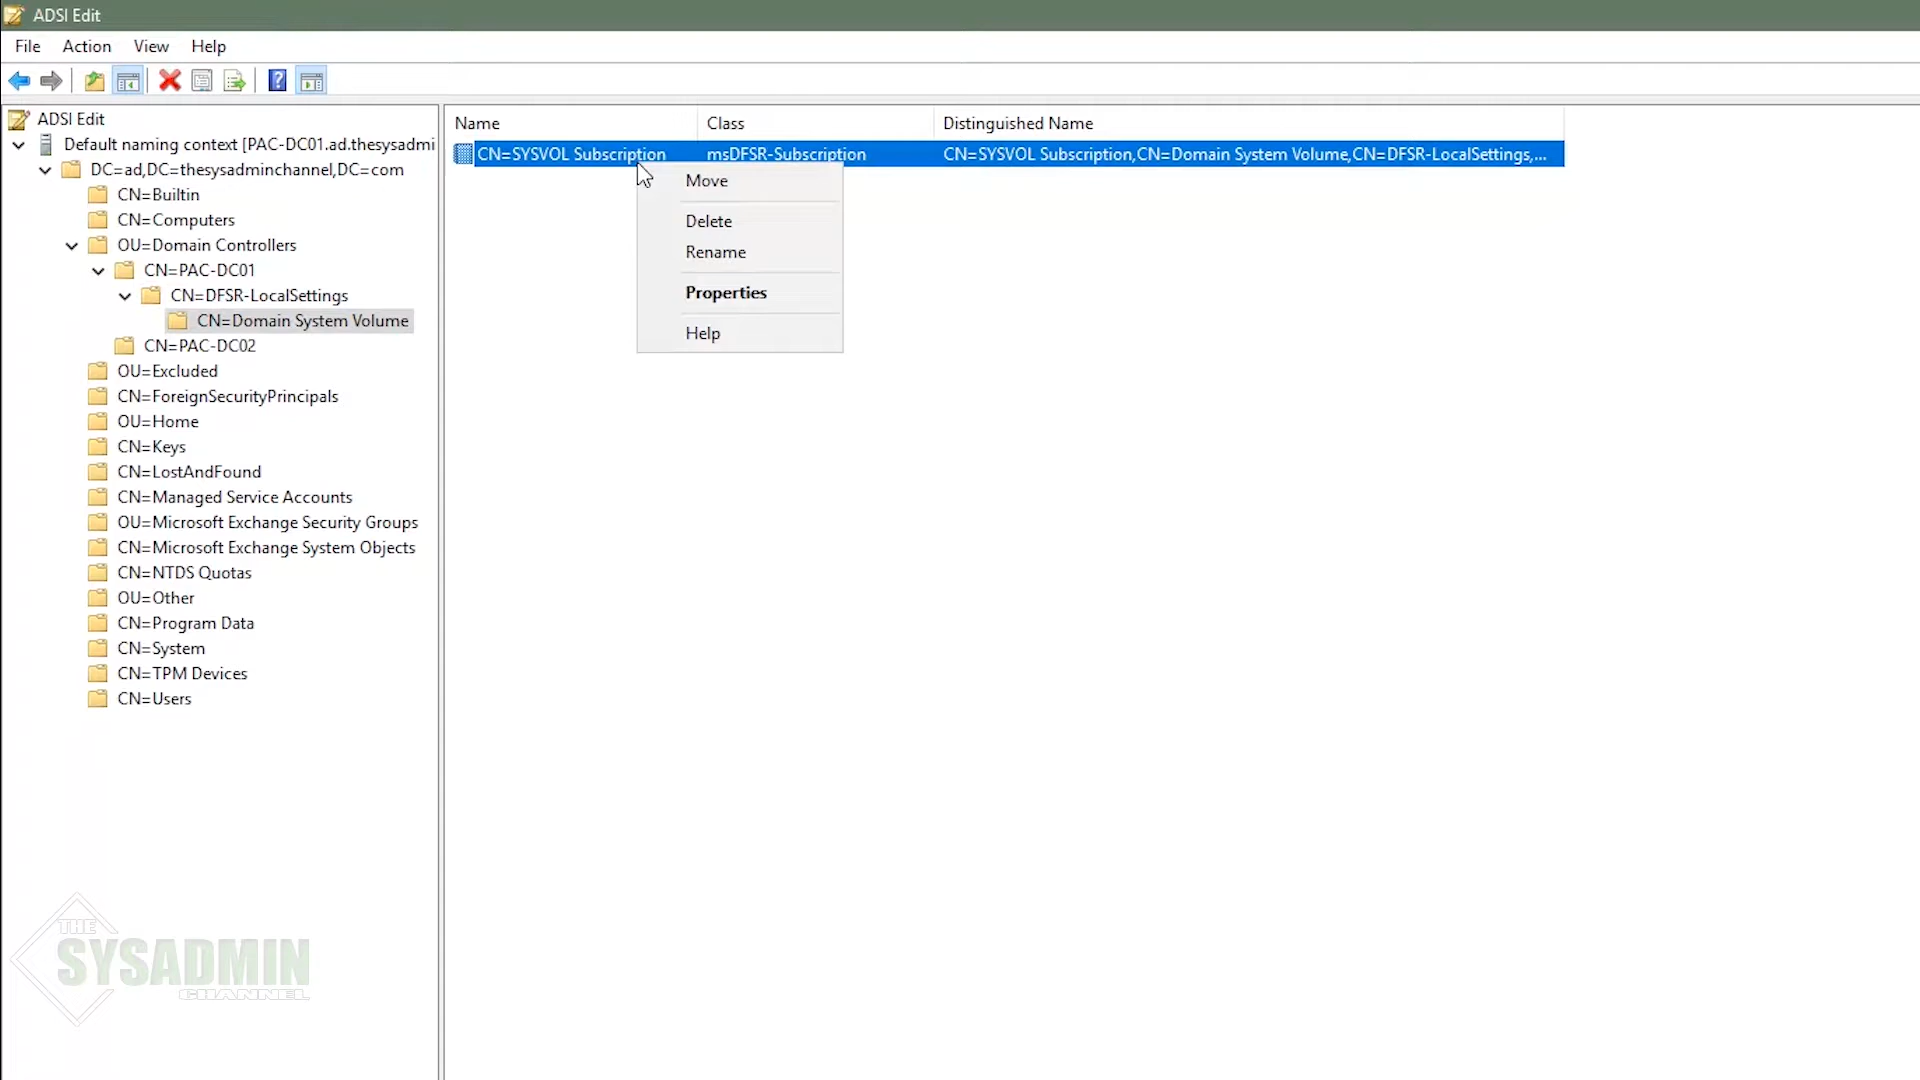 ADSI Edit
File Action View Help
ADSI Edit
Default naming context [PAC-DC01.ad.thesysadmi
DC=ad,DC=thesysadminchannel,DC=com
CN=Builtin
CN=Computers
OU=Domain Controllers
CN=PAC-DC01
CN=DFSR-LocalSettings
CN=Domain System Volume
CN=PAC-DC02
OU=Excluded
CN=ForeignSecurityPrincipals
OU=Home
CN=Keys
CN=LostAndFound
CN=Managed Service Accounts
OU=Microsoft Exchange Security Groups
CN=Microsoft Exchange System Objects
CN=NTDS Quotas
OU=Other
CN=Program Data
CN=System
CN=TPM Devices
CN=Users
Name Class Distinguished Name
CN=SYSVOL Subscription msDFSR-Subscription CN=SYSVOL Subscription,CN=Domain System Volume,CN=DFSR-LocalSettings,...
Move
Delete
Rename
Properties
Help
THE
SYSADMIN
CHANNEL